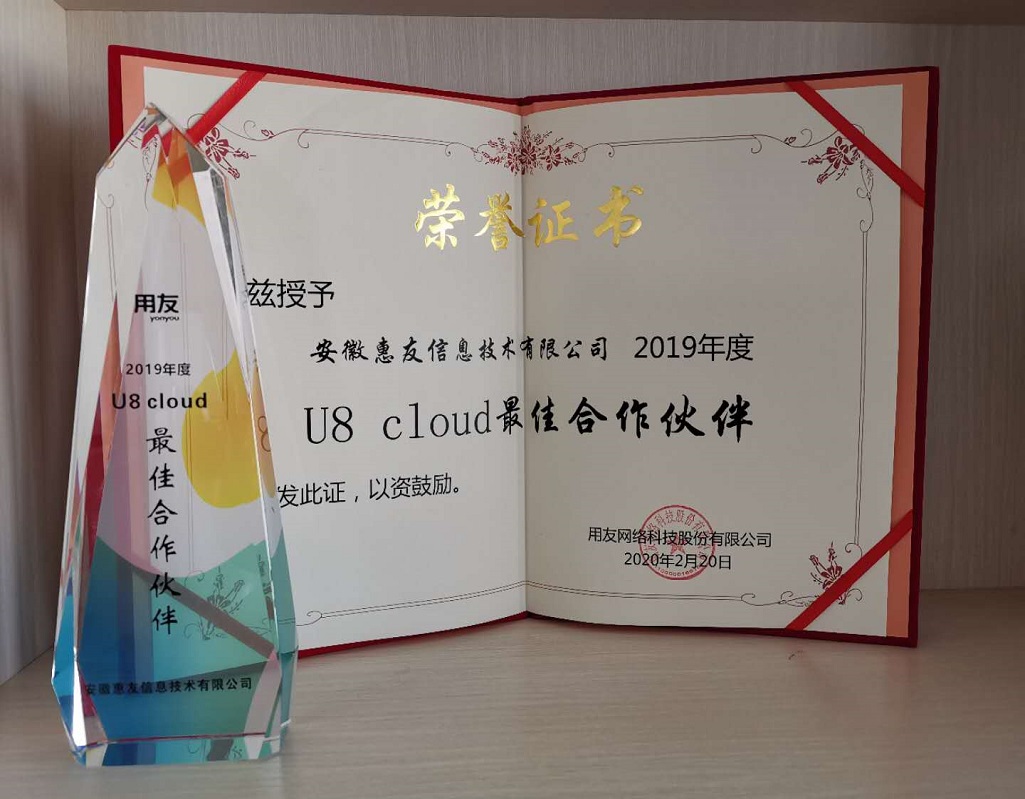 荣誉证书
兹授予
安徽惠友信息技术有限公司 2019年度
U8 cloud最佳合作伙伴
发此证，以资鼓励。
用友网络科技股份有限公司
2020年2月20日
用友
yonyou
2019年度
U8 cloud
最佳合作伙伴
安徽惠友信息技术有限公司